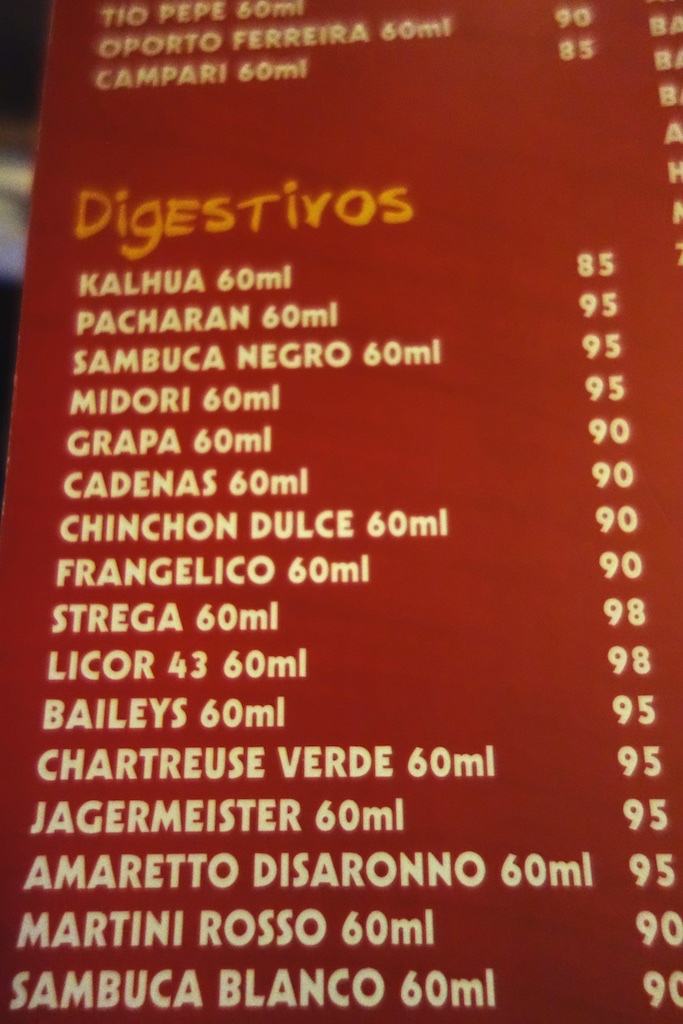 TIO PEPE 60ml
OPORTO FERREIRA 60ml 90
CAMPARI 60ml 85
DigESTivos
KALHUA 60ml 85
PACHARAN 60ml 95
SAMBUCA NEGRO 60ml 95
MIDORI 60ml 95
GRAPA 60ml 90
CADENAS 60ml 90
CHINCHON DULCE 60ml 90
FRANGELICO 60ml 90
STREGA 60ml 98
LICOR 43 60ml 98
BAILEYS 60ml 95
CHARTREUSE VERDE 60ml 95
JAGERMEISTER 60ml 95
AMARETTO DISARONNO 60ml 95
MARTINI ROSSO 60ml 90
SAMBUCA BLANCO 60ml 90